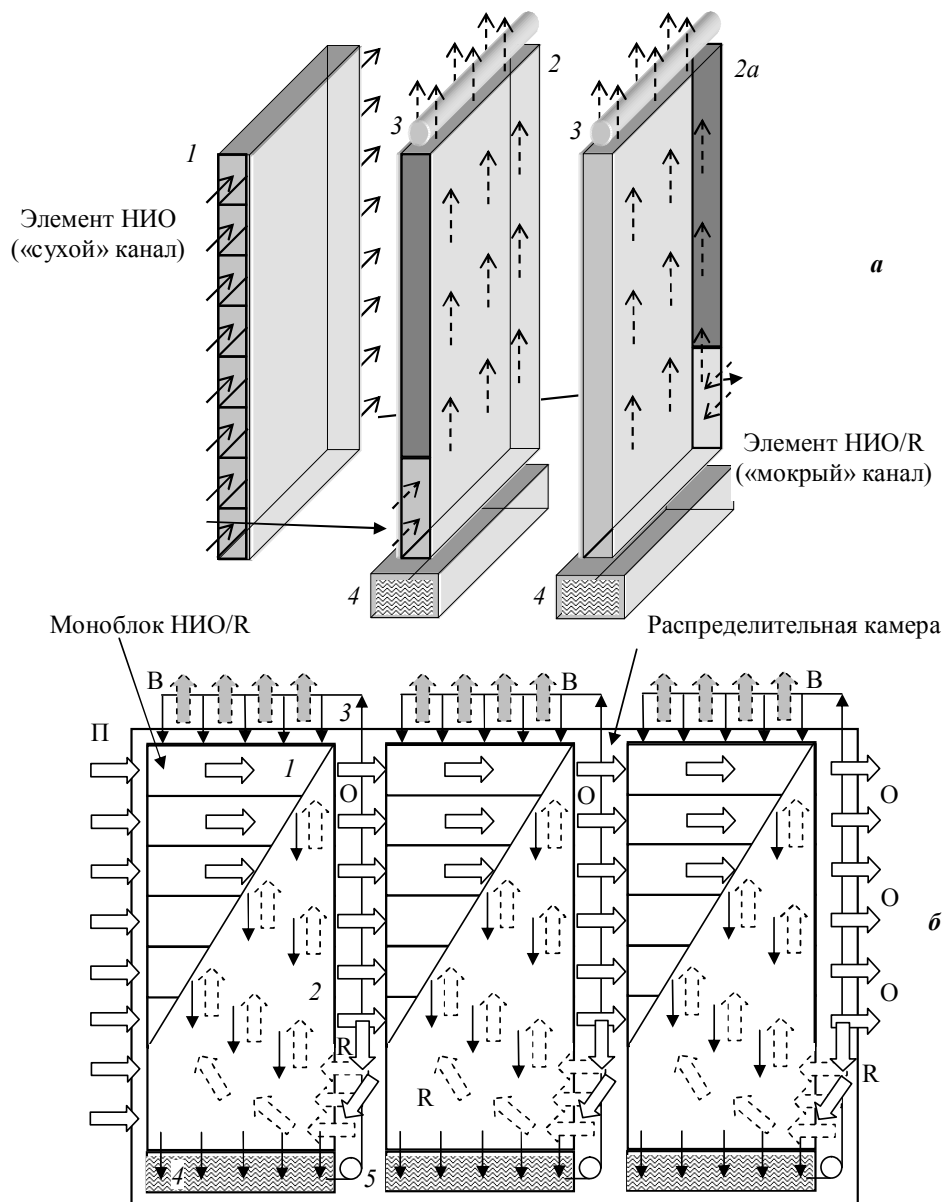 2
2а
3
3
1
Элемент НИО
(«сухой» канал)
а
Элемент НИО/R
(«мокрый» канал)
4
4
Моноблок НИО/R
Распределительная камера
В
В
В
3
П
1
О
О
О
О
О
б
2
R
R
R
4
5